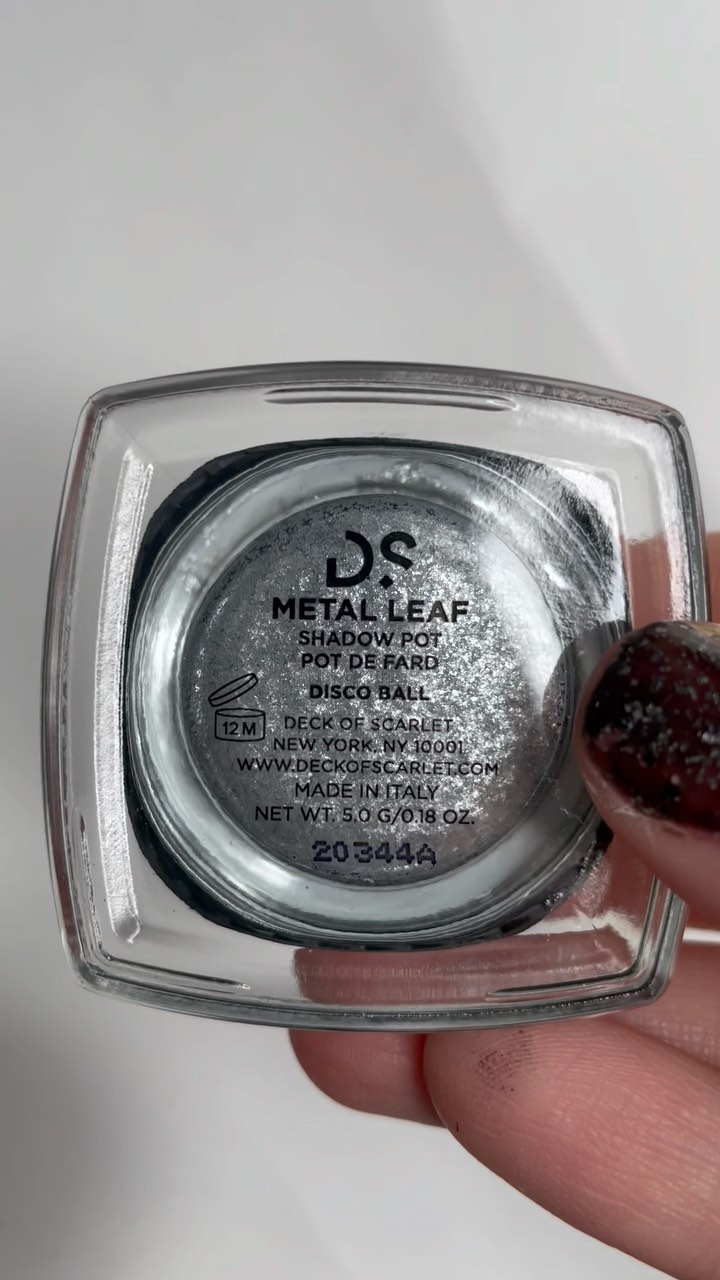 DS
METAL LEAF
SHADOW POT
POT DE FARD
DISCO BALL
12 M
DECK OF SCARLET
NEW YORK, NY 10001
WWW.DECKOFSCARLET.COM
MADE IN ITALY
NET WT. 5.0 G/0.18 OZ.
20344A